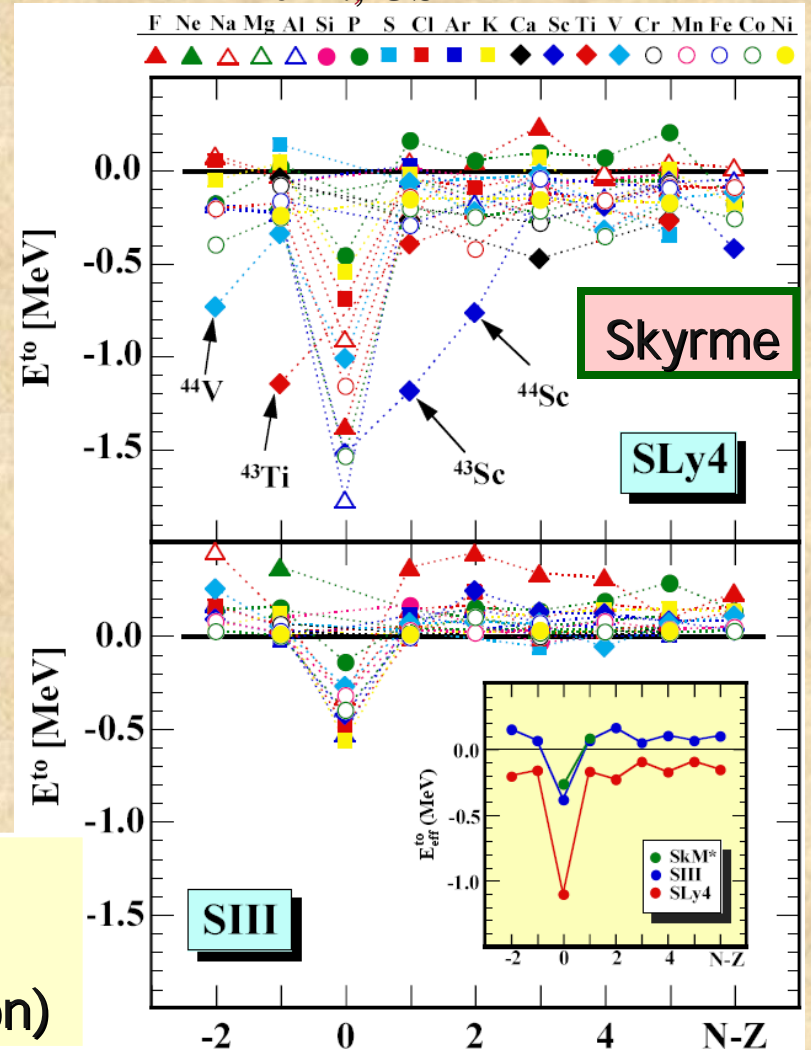 F Ne Na Mg Al Si P S Cl Ar K Ca Sc Ti V Cr Mn Fe Co Ni
0.0
-0.5
-1.0
-1.5
E^to [MeV]
Skyrme
44V
43Ti
43Sc
44Sc
SLy4
0.0
-0.5
-1.0
-1.5
E^to [MeV]
SIII
0.0
-0.5
-1.0
E^to_eff (MeV)
SkM*
SIII
SLy4
-2 0 2 4 N-Z
on)
-2 0 2 4 N-Z